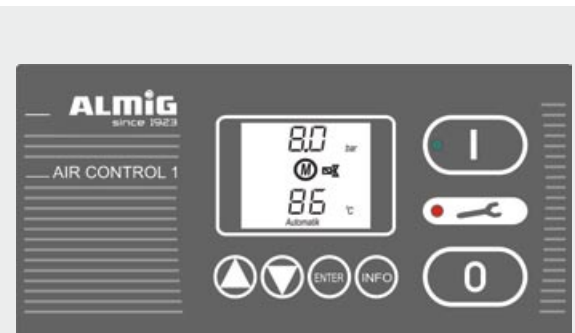 ALMiG
since 1923
AIR CONTROL 1
8.0 bar
M
86 °C
Automatik
ENTER INFO
I
0